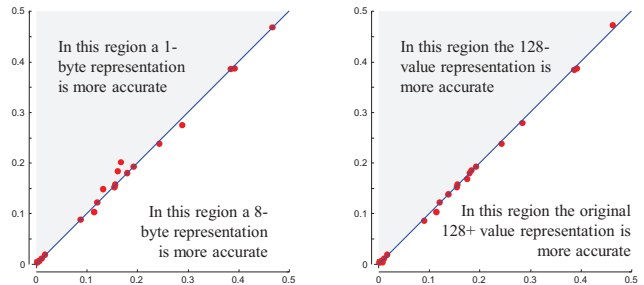 0.5
In this region a 1-
byte representation
is more accurate
0.4
0.3
0.2
0.1
0
In this region a 8-
byte representation
is more accurate
0 0.1 0.2 0.3 0.4 0.5
0.5
In this region the 128-
value representation is
more accurate
0.4
0.3
0.2
0.1
0
In this region the original
128+ value representation is
more accurate
0 0.1 0.2 0.3 0.4 0.5